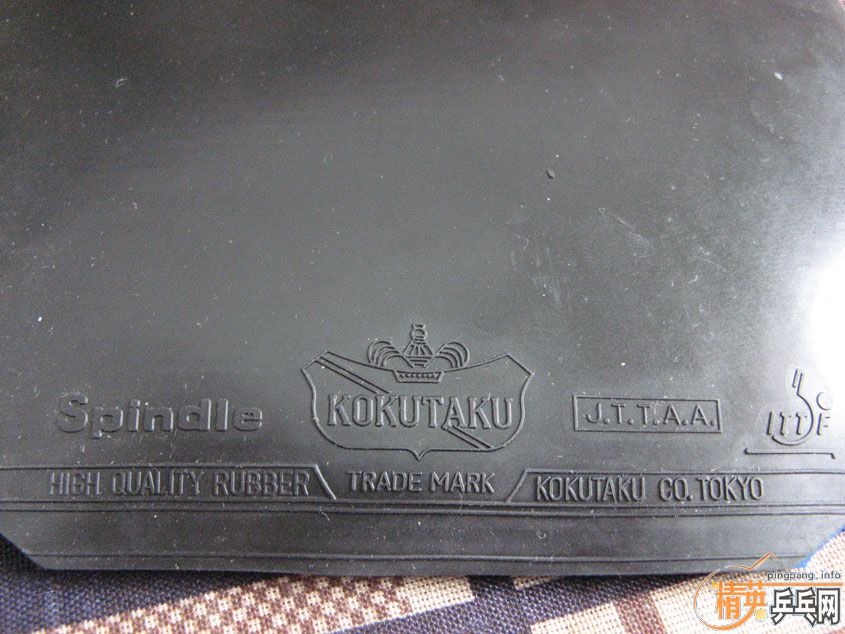 Spindle
KOKUTAKU
J.T.T.A.A.
ITTF
HIGH QUALITY RUBBER
TRADE MARK
KOKUTAKU CO. TOKYO
pingpang.info
精英乒乓网